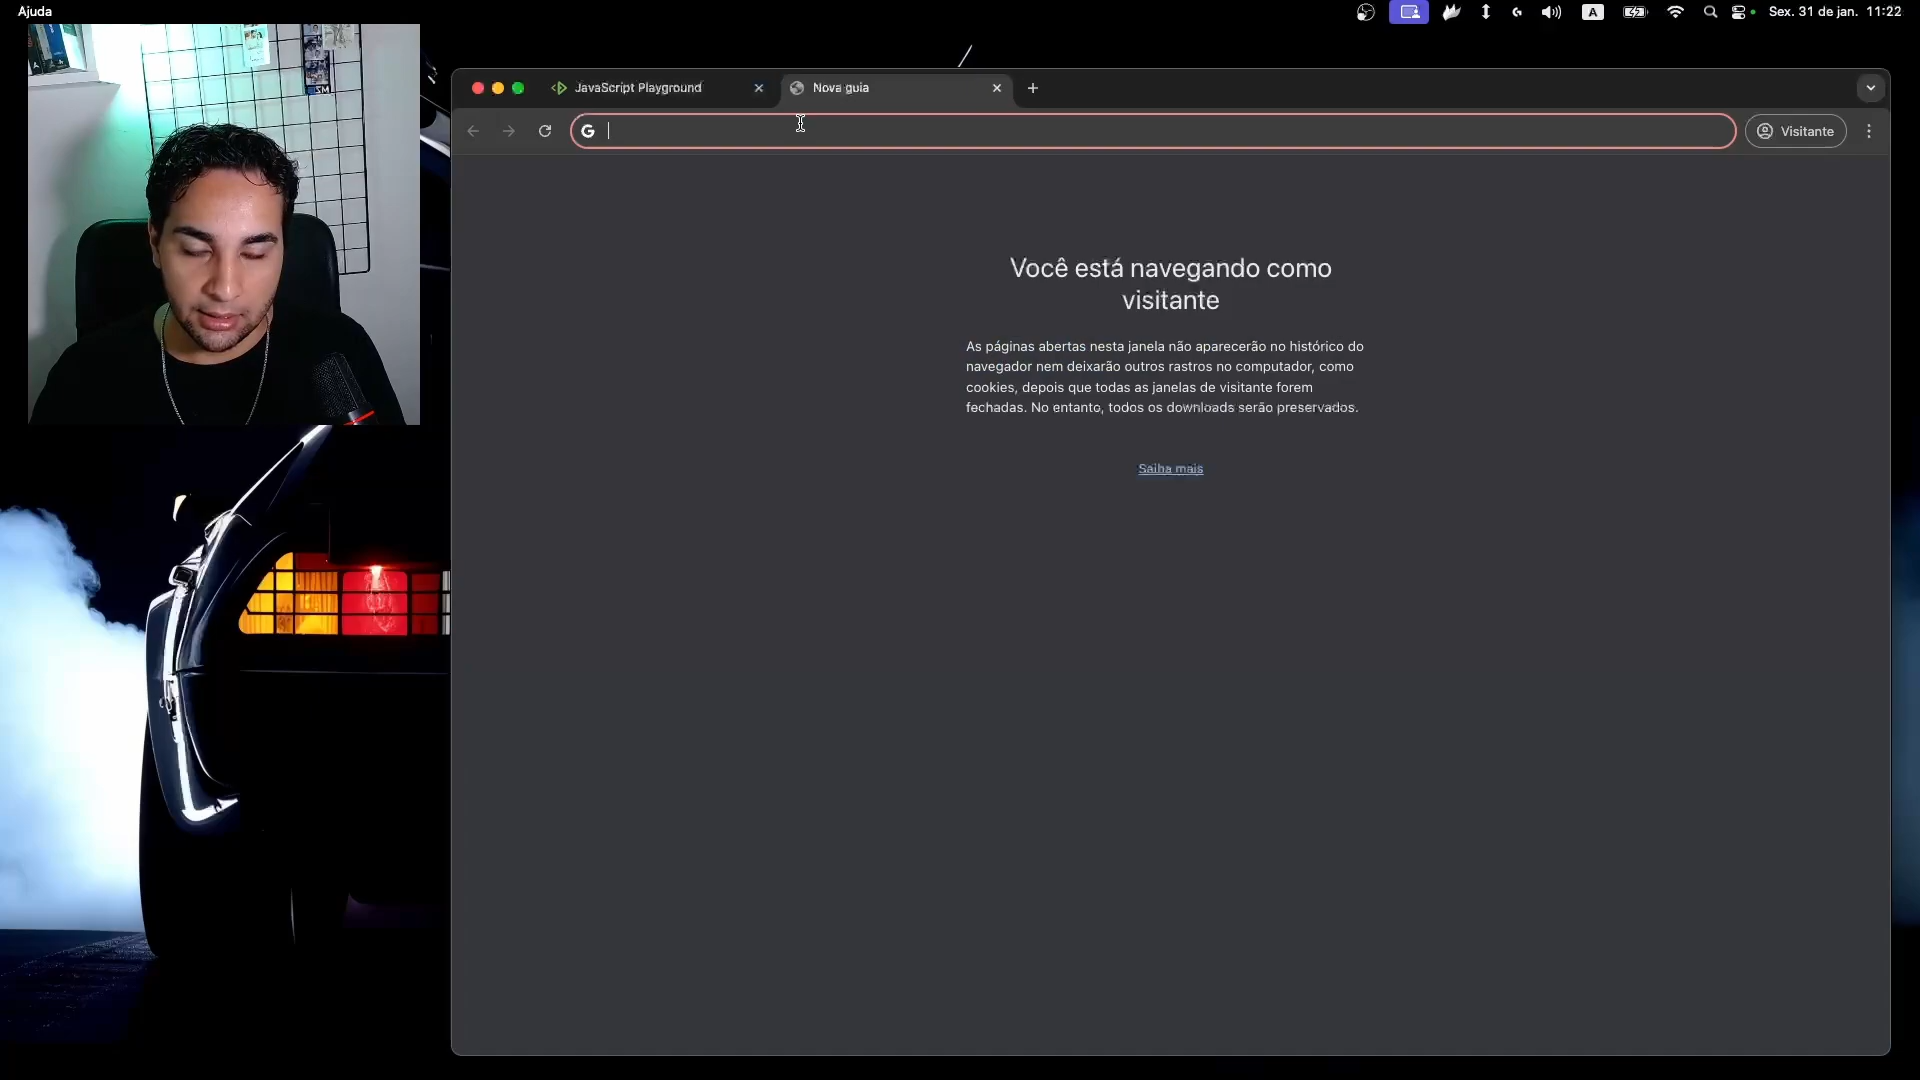 Ajuda
A
Sex. 31 de jan. 11:22
SM
JavaScript Playground
Nova guia
G
Visitante
Você está navegando como
visitante
As páginas abertas nesta janela não aparecerão no histórico do
navegador nem deixarão outros rastros no computador, como
cookies, depois que todas as janelas de visitante forem
fechadas. No entanto, todos os downloads serão preservados.
Saiba mais